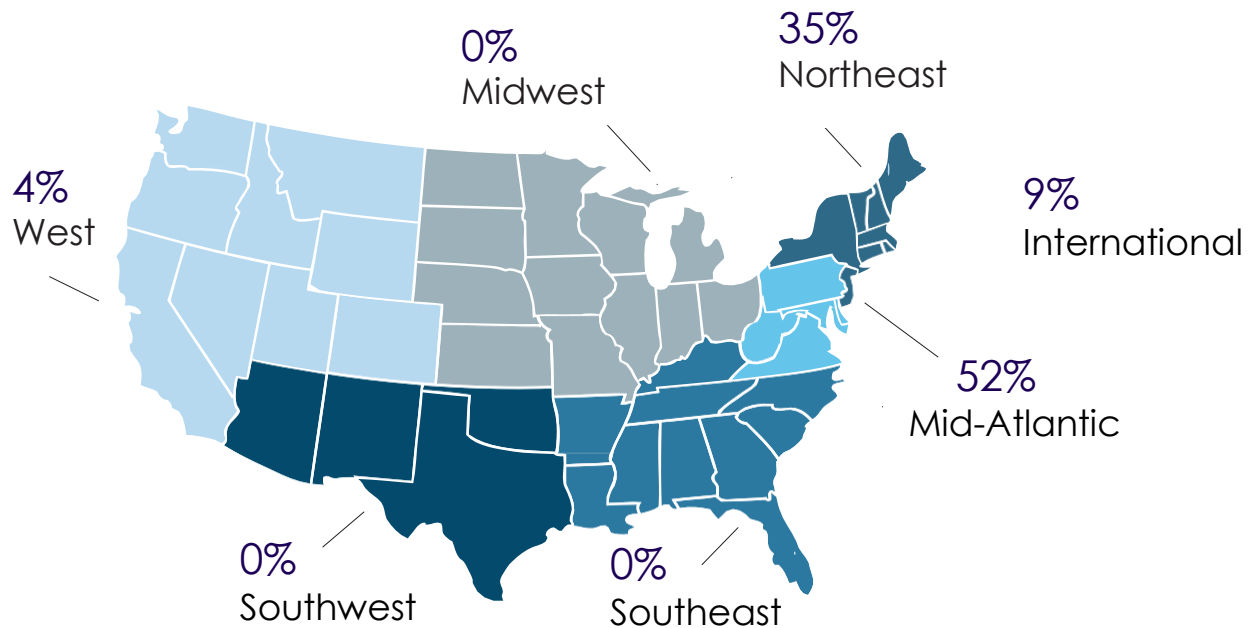 35%
Northeast
0%
Midwest
4%
West
9%
International
52%
Mid-Atlantic
0%
Southwest
0%
Southeast